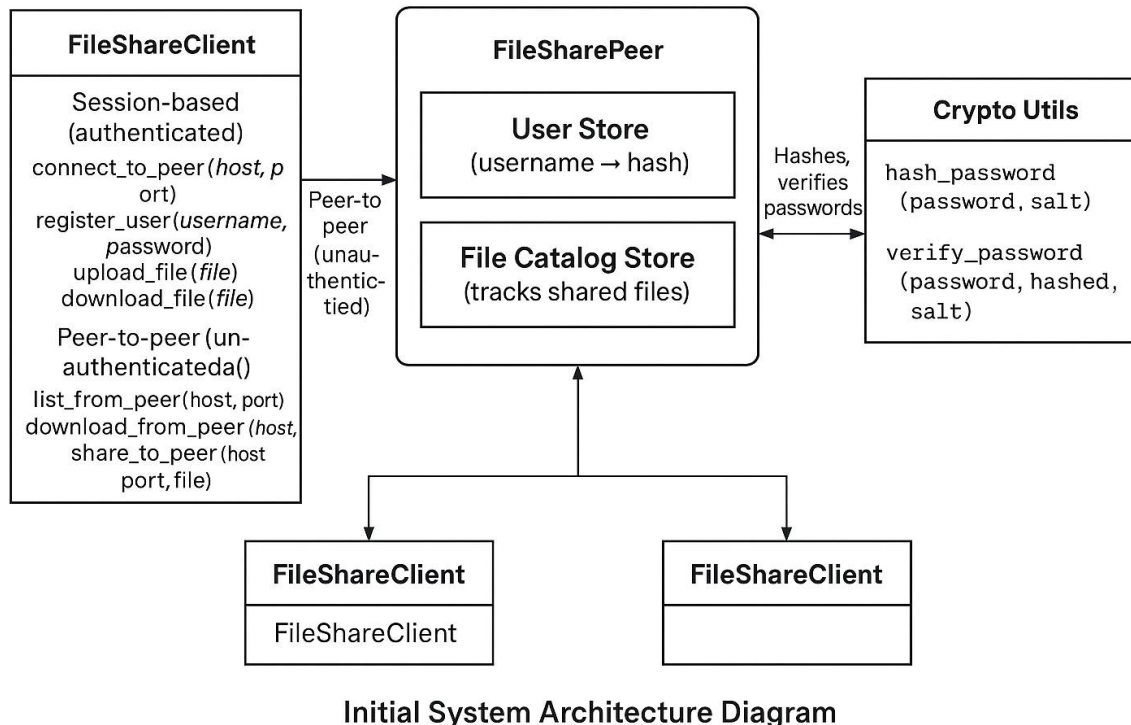 FileShareClient
Session-based
(authenticated)
connect_to_peer(host, p
ort)
register_user(username,
password)
upload_file(file)
download_file(file)
Peer-to-peer (un-
authenticateda()
list_from_peer(host, port)
download_from_peer(host,
share_to_peer(host
port, file)
Peer-to
peer
(unau-
thentic-
tied)
FileSharePeer
User Store
(username → hash)
File Catalog Store
(tracks shared files)
Hashes,
verifies
passwords
Crypto Utils
hash_password
(password, salt)
verify_password
(password, hashed,
salt)
FileShareClient
FileShareClient
FileShareClient
Initial System Architecture Diagram